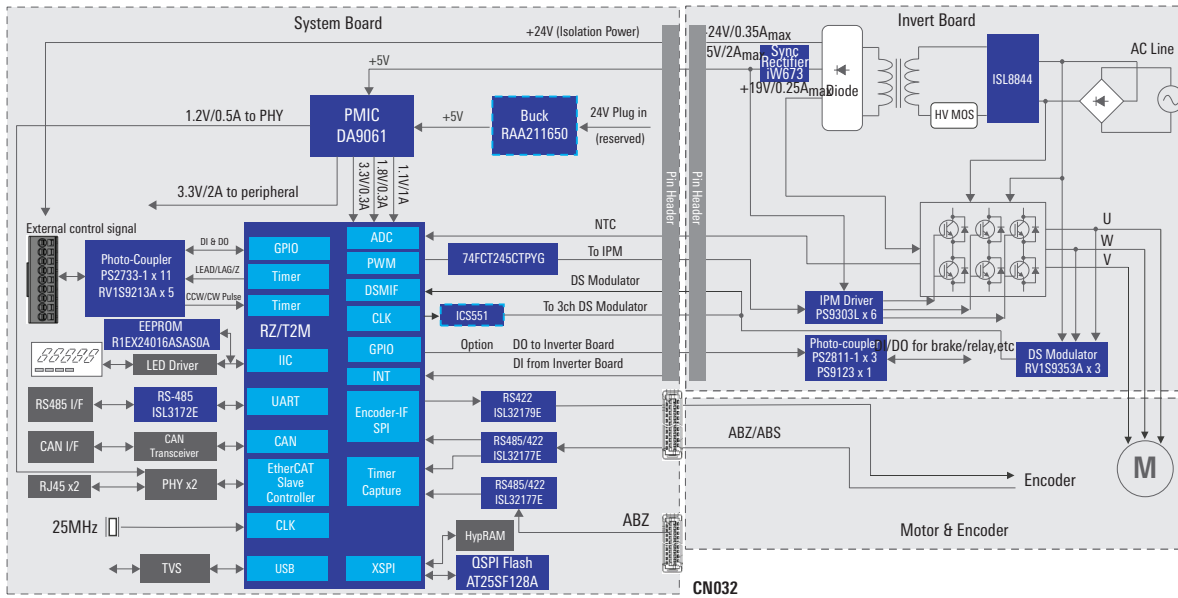 System Board
Invert Board
+24V (Isolation Power)
24V/0.35Amax
5V/2Amax
Sync
Rectifier
iW673
+19V/0.25Amax
Diode
ISL8844
HV MOS
AC Line
+5V
1.2V/0.5A to PHY
PMIC
DA9061
+5V
Buck
RAA211650
24V Plug in
(reserved)
3.3V/0.3A
1.8V/0.3A
1.1V/1A
3.3V/2A to peripheral
Pin Header
Pin Header
External control signal
Photo-Coupler
PS2733-1 x 11
RV1S9213A x 5
DI & DO
LEAD/LAG/Z
CCW/CW Pulse
GPIO
Timer
Timer
RZ/T2M
IIC
UART
CAN
EtherCAT
Slave
Controller
CLK
USB
ADC
PWM
DSMIF
CLK
GPIO
INT
Encoder-IF
SPI
Timer
Capture
XSPI
NTC
74FCT245CTPYG
To IPM
DS Modulator
ICS551
To 3ch DS Modulator
Option
DO to Inverter Board
DI from Inverter Board
U
W
V
IPM Driver
PS9303L x 6
Photo-coupler
PS2811-1 x 3
PS9123 x 1
DI/DO for brake/relay,etc
DS Modulator
RV1S9353A x 3
EEPROM
R1EX24016ASAS0A
LED Driver
RS485 I/F
RS-485
ISL3172E
CAN I/F
CAN
Transceiver
RJ45 x2
PHY x2
25MHz
TVS
RS422
ISL32179E
RS485/422
ISL32177E
RS485/422
ISL32177E
ABZ/ABS
ABZ
HypRAM
QSPI Flash
AT25SF128A
Encoder
M
Motor & Encoder
CN032